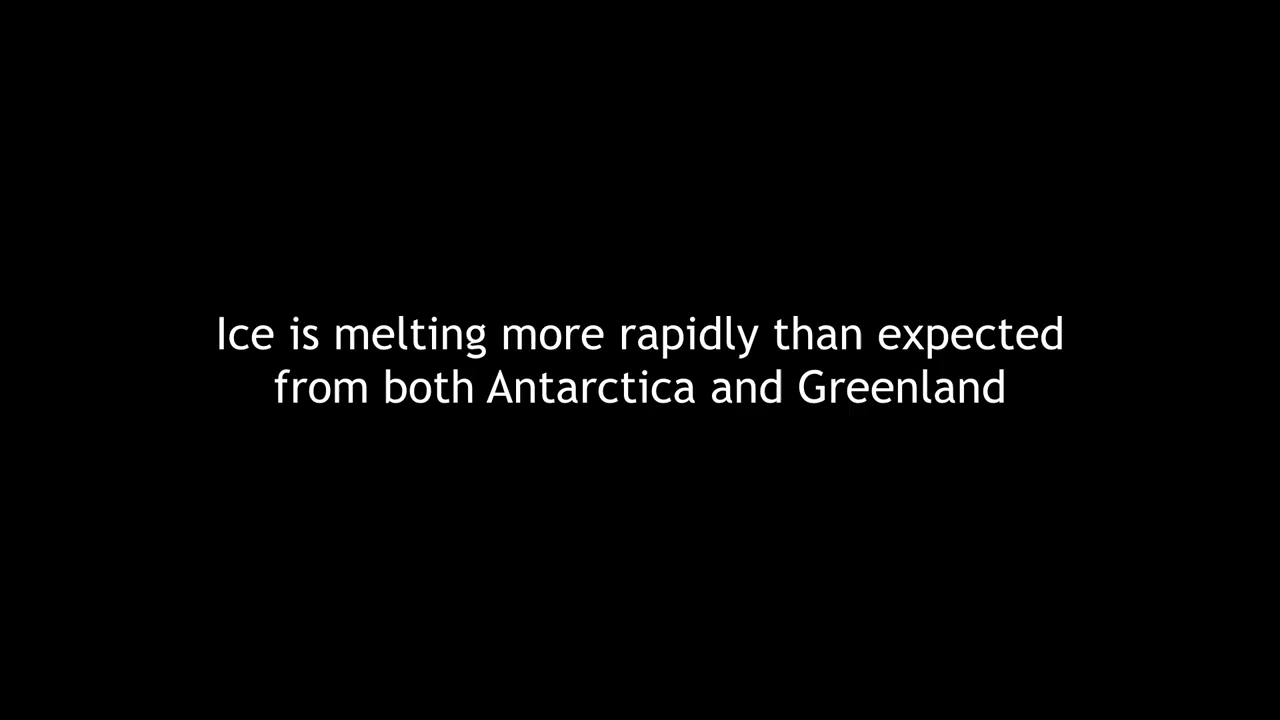 Ice is melting more rapidly than expected
from both Antarctica and Greenland